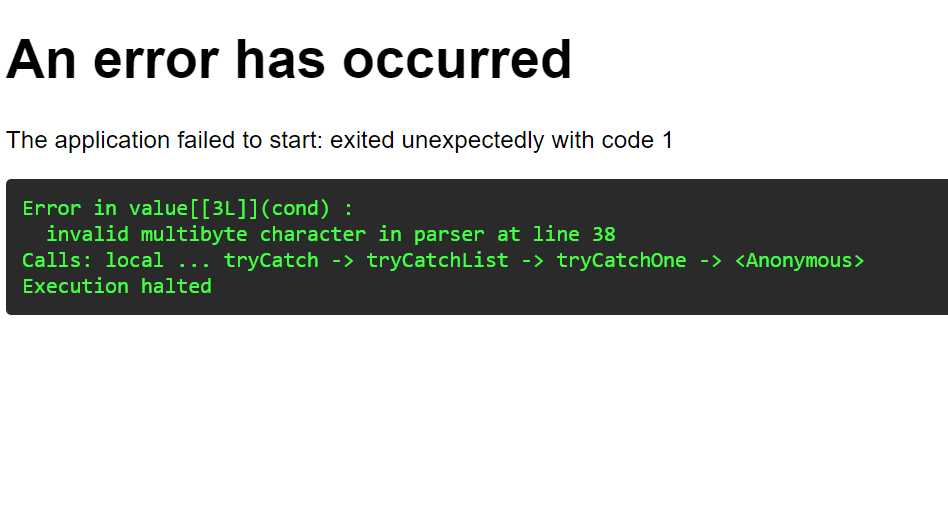 An error has occurred
The application failed to start: exited unexpectedly with code 1
Error in value[[3L]](cond) :
  invalid multibyte character in parser at line 38
Calls: local ... tryCatch -> tryCatchList -> tryCatchOne -> <Anonymous>
Execution halted